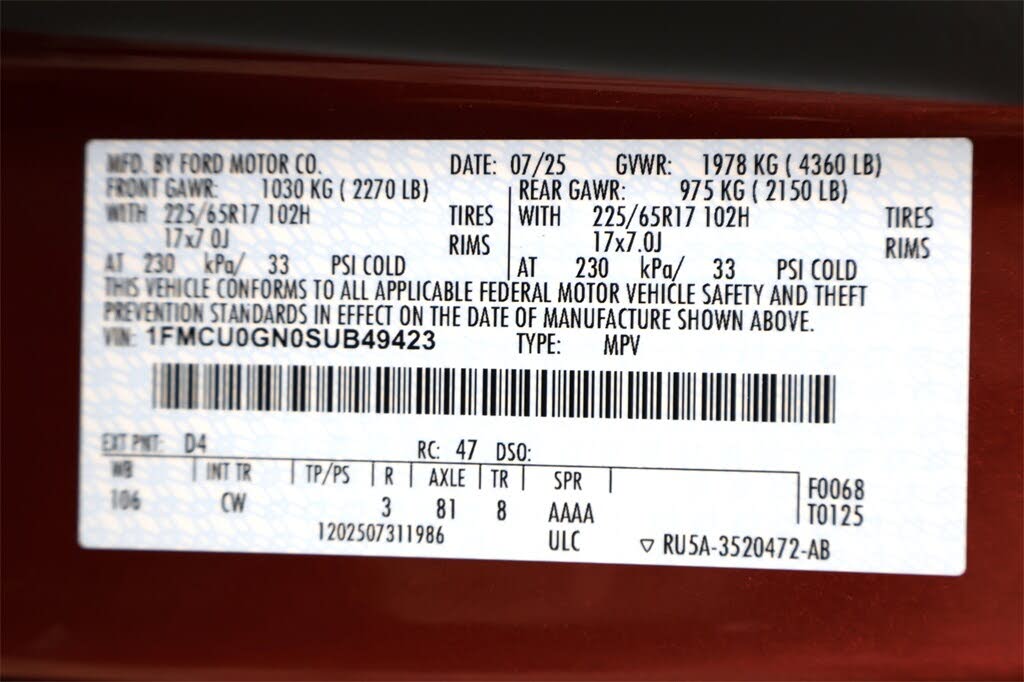 MFD. BY FORD MOTOR CO. DATE: 07/25 GVWR: 1978 KG ( 4360 LB)
FRONT GAWR: 1030 KG ( 2270 LB) REAR GAWR: 975 KG ( 2150 LB)
WITH 225/65R17 102H TIRES WITH 225/65R17 102H TIRES
17x7.0J RIMS 17x7.0J RIMS
AT 230 kPa/ 33 PSI COLD AT 230 kPa/ 33 PSI COLD
THIS VEHICLE CONFORMS TO ALL APPLICABLE FEDERAL MOTOR VEHICLE SAFETY AND THEFT
PREVENTION STANDARDS IN EFFECT ON THE DATE OF MANUFACTURE SHOWN ABOVE.
VIN: 1FMCU0GN0SUB49423 TYPE: MPV
EXT PNT: D4 RC: 47 DSO:
WB INT TR TP/PS R AXLE TR SPR F0068
106 CW 3 81 8 AAAA T0125
1202507311986 ULC ▽ RU5A-3520472-AB